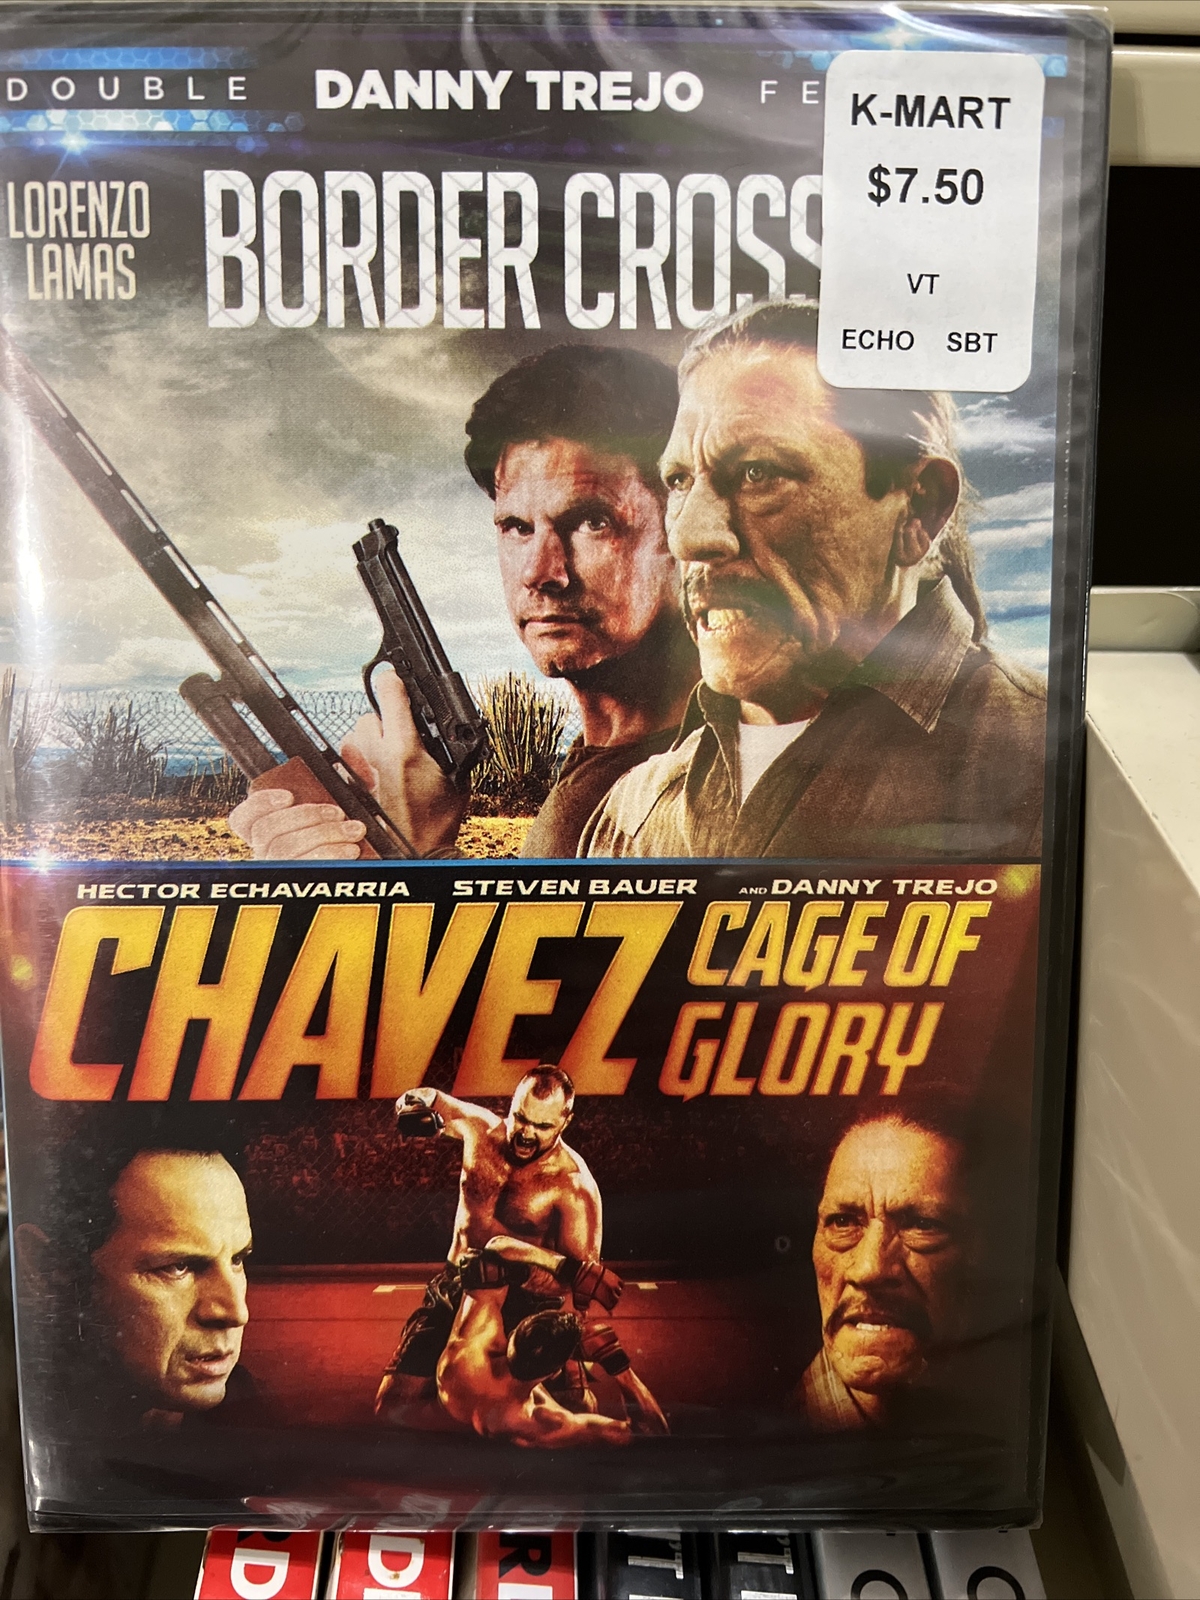 DOUBLE DANNY TREJO FE
K-MART
$7.50
VT
ECHO SBT
LORENZO
LAMAS
BORDER CROSS
HECTOR ECHAVARRIA STEVEN BAUER AND DANNY TREJO
CHAVEZ CAGE OF
GLORY